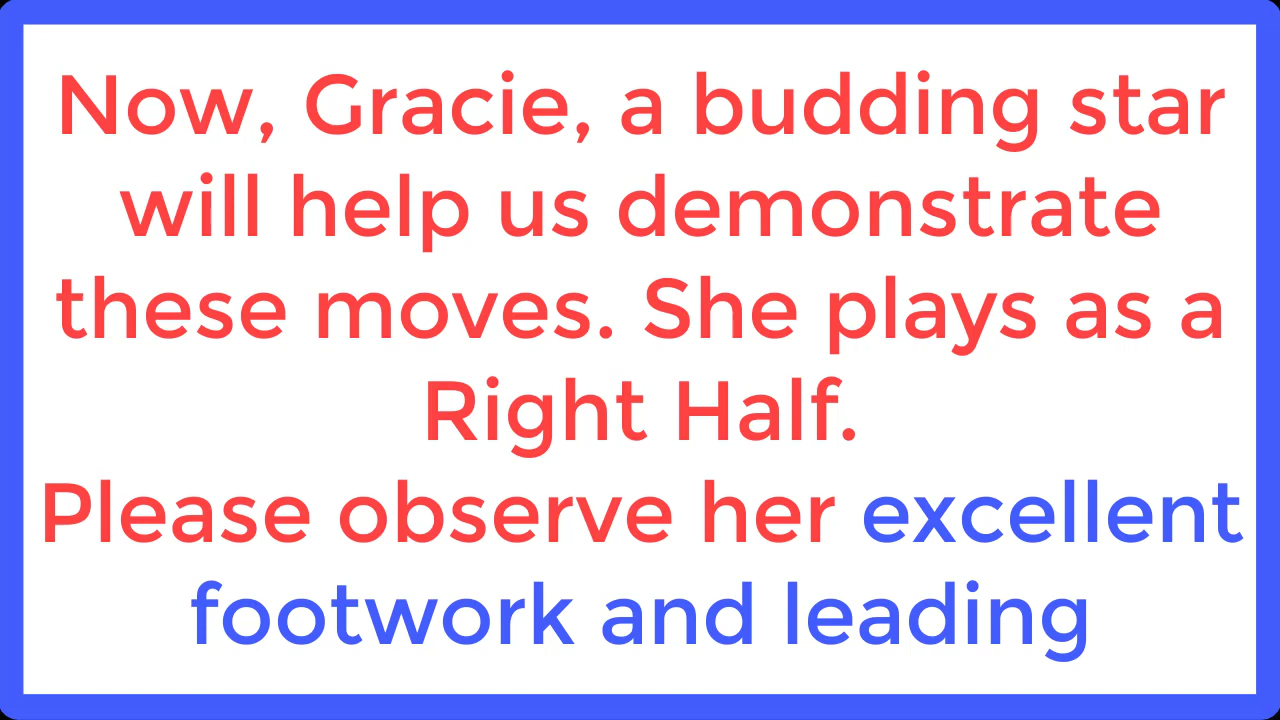 Now, Gracie, a budding star
will help us demonstrate
these moves. She plays as a
Right Half.
Please observe her excellent
footwork and leading